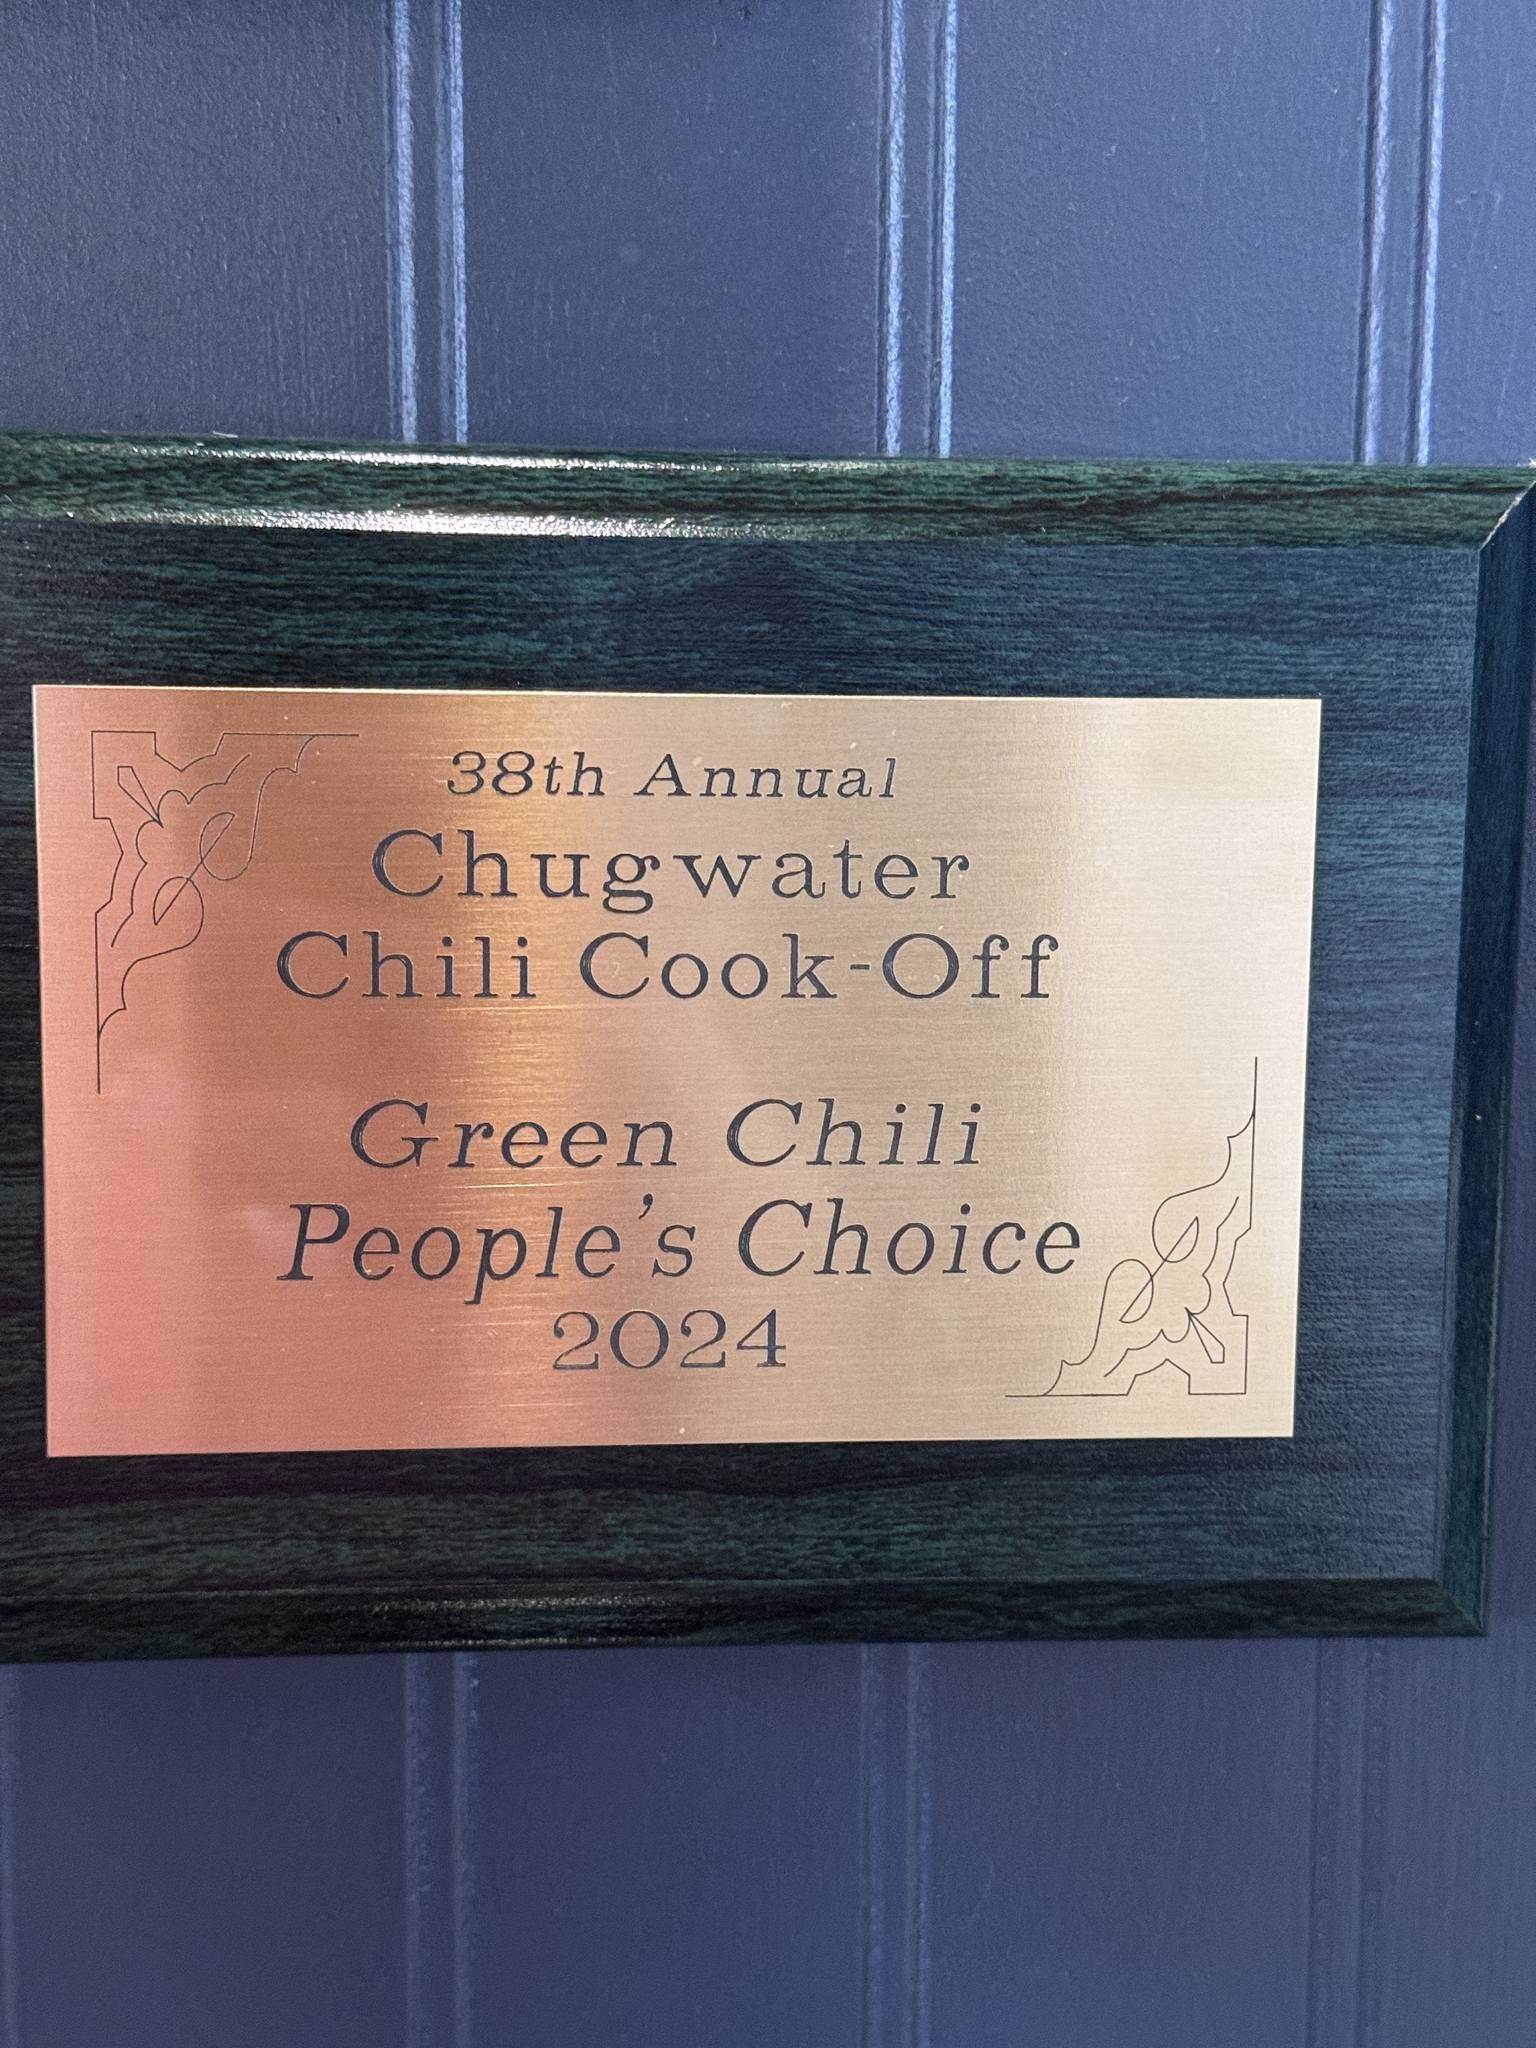 38th Annual
Chugwater
Chili Cook-Off
Green Chili
People's Choice
2024